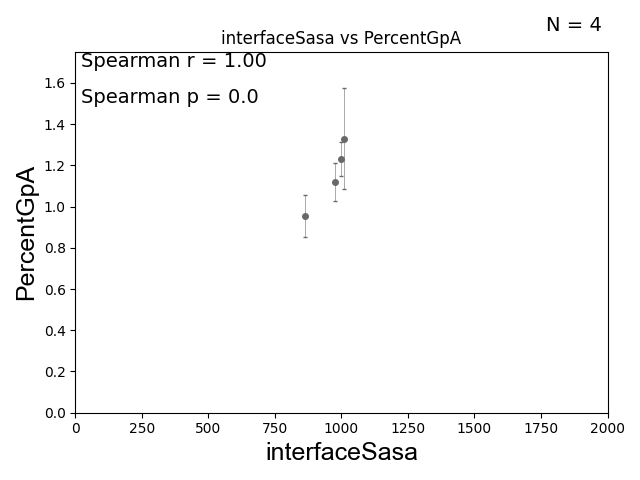 N = 4
interfaceSasa vs PercentGpA
Spearman r = 1.00
Spearman p = 0.0
PercentGpA
1.6
1.4
1.2
1.0
0.8
0.6
0.4
0.2
0.0
0 250 500 750 1000 1250 1500 1750 2000
interfaceSasa